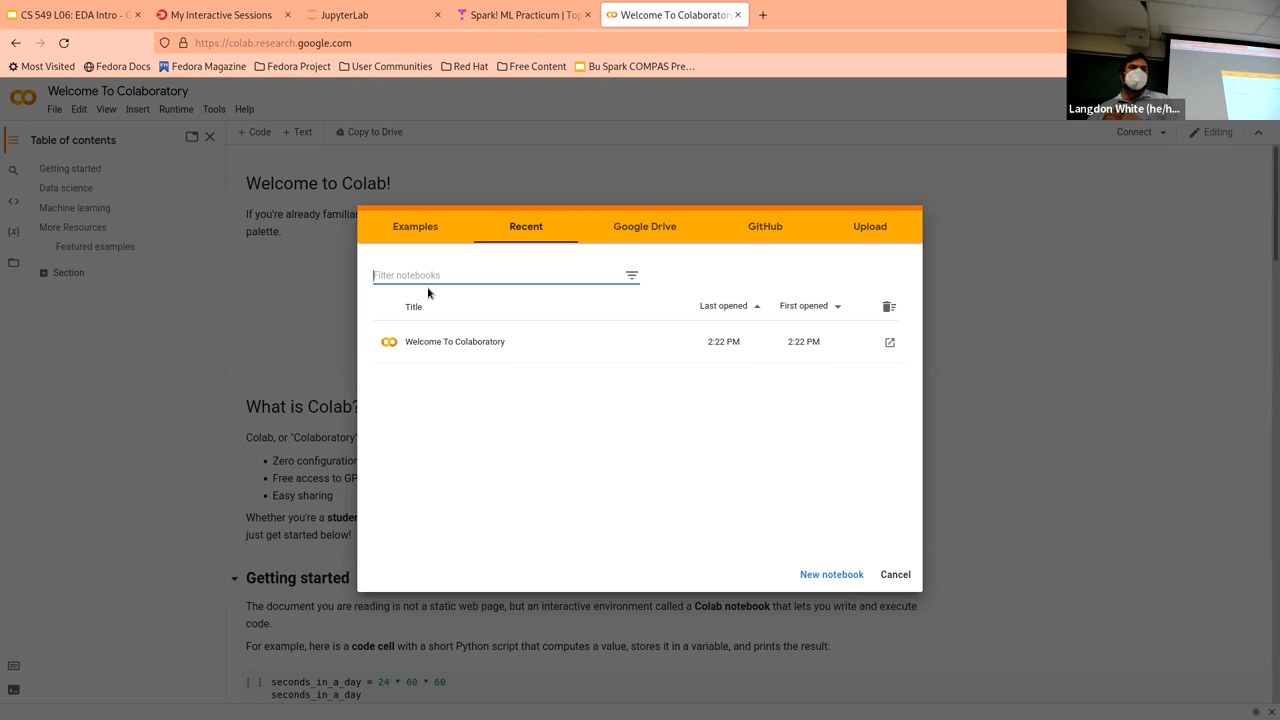 CS 549 L06: EDA Intro - G
My Interactive Sessions
JupyterLab
Spark! ML Practicum | Top
Welcome To Colaboratory
https://colab.research.google.com
Most Visited
Fedora Docs
Fedora Magazine
Fedora Project
User Communities
Red Hat
Free Content
Bu Spark COMPAS Pre…
Langdon White (he/h...
Welcome To Colaboratory
File Edit View Insert Runtime Tools Help
Table of contents
+ Code + Text Copy to Drive
Connect
Editing
Getting started
Data science
Machine learning
More Resources
Featured examples
Section
Welcome to Colab!
If you're already familia
palette.
Examples
Recent
Google Drive
GitHub
Upload
Filter notebooks
Title
Last opened
First opened
Welcome To Colaboratory
2:22 PM
2:22 PM
New notebook
Cancel
What is Colab?
Colab, or "Colaboratory"
• Zero configuration
• Free access to GP
• Easy sharing
Whether you're a studen
just get started below!
Getting started
The document you are reading is not a static web page, but an interactive environment called a Colab notebook that lets you write and execute
code.
For example, here is a code cell with a short Python script that computes a value, stores it in a variable, and prints the result:
[ ] seconds_in_a_day = 24 * 60 * 60
seconds_in_a_day